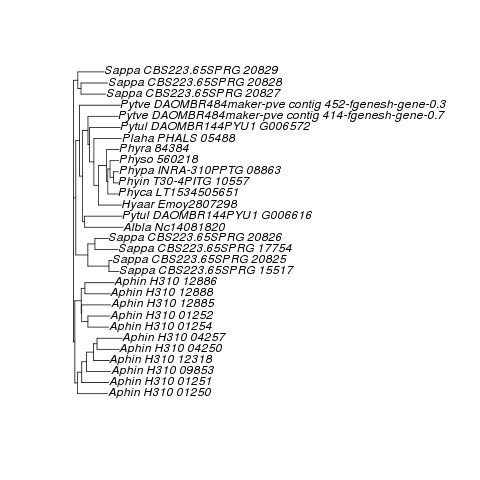 Sappa CBS223.65SPRG 20829
Sappa CBS223.65SPRG 20828
Sappa CBS223.65SPRG 20827
Pytve DAOMBR484maker-pve contig 452-fgenesh-gene-0.3
Pytve DAOMBR484maker-pve contig 414-fgenesh-gene-0.7
Pytul DAOMBR144PYU1 G006572
Plaha PHALS 05488
Phyra 84384
Physo 560218
Phypa INRA-310PPTG 08863
Phyin T30-4PITG 10557
Phyca LT1534505651
Hyaar Emoy2807298
Pytul DAOMBR144PYU1 G006616
Albla Nc14081820
Sappa CBS223.65SPRG 20826
Sappa CBS223.65SPRG 17754
Sappa CBS223.65SPRG 20825
Sappa CBS223.65SPRG 15517
Aphin H310 12886
Aphin H310 12888
Aphin H310 12885
Aphin H310 01252
Aphin H310 01254
Aphin H310 04257
Aphin H310 04250
Aphin H310 12318
Aphin H310 09853
Aphin H310 01251
Aphin H310 01250